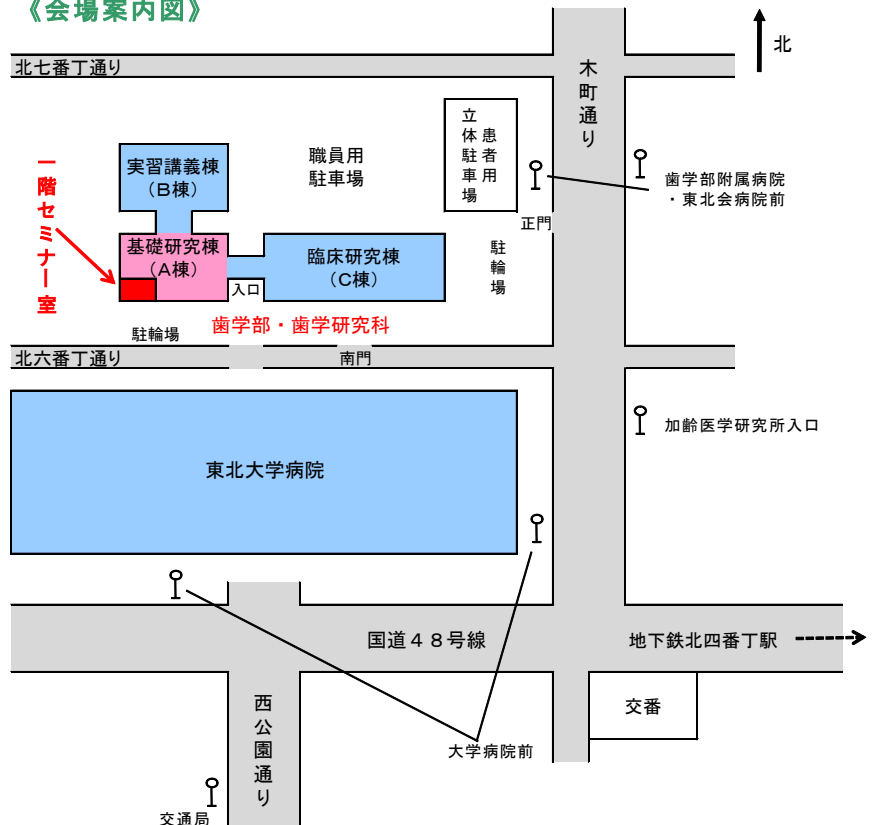 《会場案内図》
北
北七番丁通り
木町通り
立体駐車場
患者用
職員用
駐車場
実習講義棟
（B棟）
一階セミナー室
歯学部附属病院
・東北会病院前
正門
基礎研究棟
（A棟）
臨床研究棟
（C棟）
駐輪場
入口
歯学部・歯学研究科
駐輪場
北六番丁通り
南門
加齢医学研究所入口
東北大学病院
国道４８号線
地下鉄北四番丁駅
西公園通り
交番
大学病院前
交通局